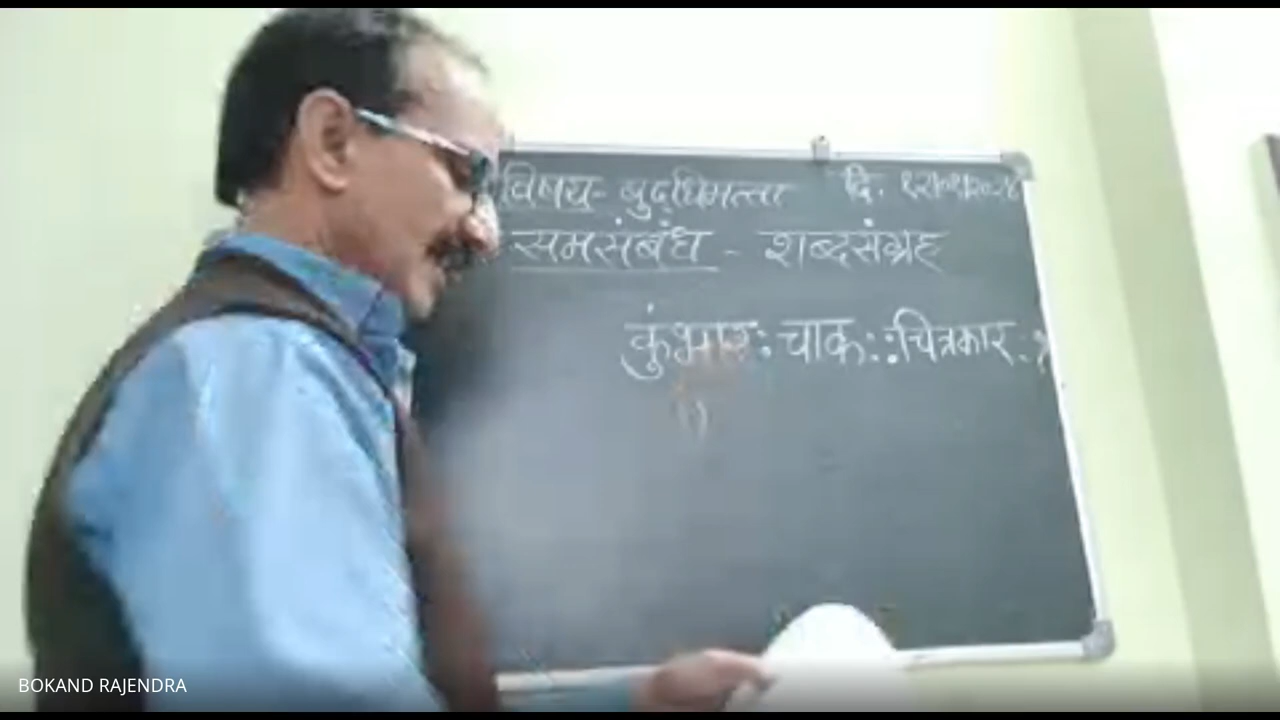 विषय- बुद्धिमत्ता दि.
समसंबंध - शब्दसंग्रह
कुंभार : चाक : : चित्रकार : ?
BOKAND RAJENDRA